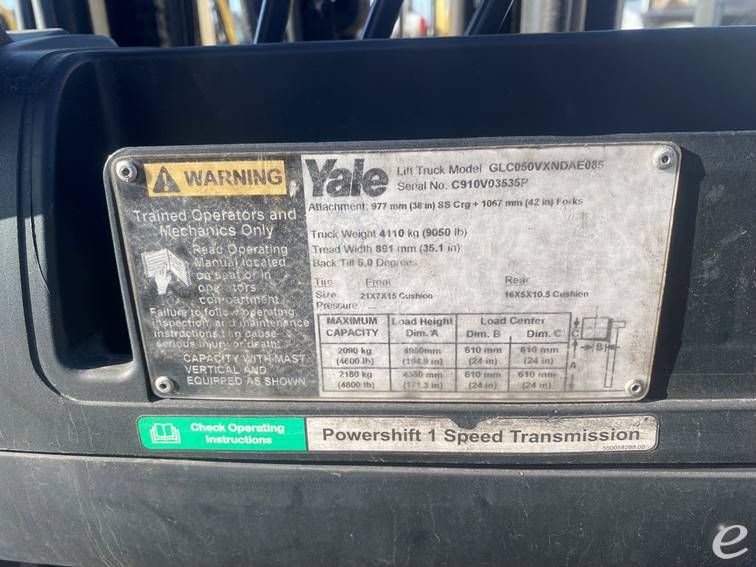 WARNING
Trained Operators and
Mechanics Only
Read Operating
Manual located
on seat or in
operators
compartment
Failure to follow operating
inspection and maintenance
instructions can cause
serious injury or death!
CAPACITY WITH MAST
VERTICAL AND
EQUIPPED AS SHOWN
Yale
Lift Truck Model GLC050VXNDAE085
Serial No. C910V03535P
Attachment: 977 mm (38 in) SS Crg + 1067 mm (42 in) Forks
Truck Weight 4110 kg (9050 lb)
Tread Width 891 mm (35.1 in)
Back Tilt 5.0 Degrees
Tire Front Rear
Size 21X7X15 Cushion 16X5X10.5 Cushion
Pressure
MAXIMUM CAPACITY Load Height Dim. A Load Center Dim. B Dim. C
2090 kg 4950mm 610 mm 610 mm
(4600 lb) (194.9 in) (24 in) (24 in)
2180 kg 4350 mm 610 mm 610 mm
(4800 lb) (171.3 in) (24 in) (24 in)
C
B
A
Check Operating
Instructions
Powershift 1 Speed Transmission
e